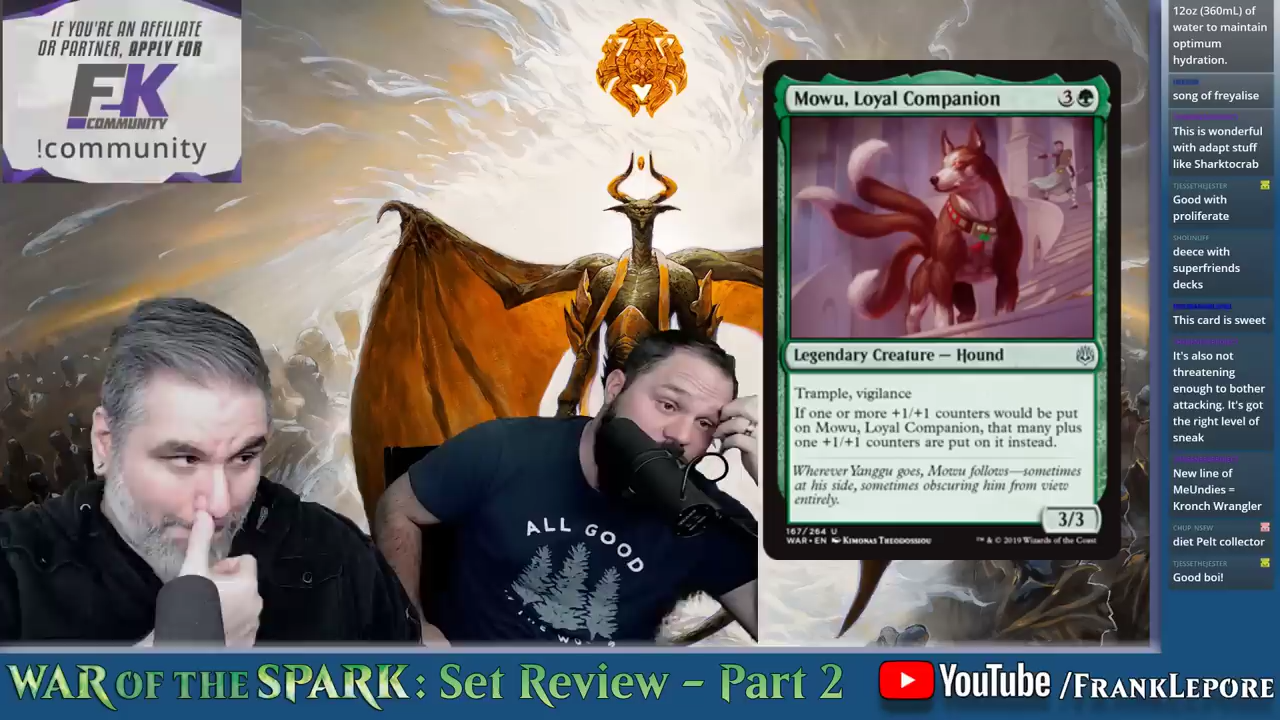 IF YOU'RE AN AFFILIATE
OR PARTNER, APPLY FOR
F2K
COMMUNITY
!community
Mowu, Loyal Companion 3
Legendary Creature — Hound
Trample, vigilance
If one or more +1/+1 counters would be put
on Mowu, Loyal Companion, that many plus
one +1/+1 counters are put on it instead.
Wherever Yanggu goes, Mowu follows—sometimes
at his side, sometimes obscuring him from view
entirely.
3/3
167/264 U
WAR • EN Kimonas Theodossiou
™ & © 2019 Wizards of the Coast
ALL GOOD
12oz (360mL) of
water to maintain
optimum
hydration.
song of freyalise
This is wonderful
with adapt stuff
like Sharktocrab
TJESSETHEJESTER
Good with
proliferate
deece with
superfriends
decks
This card is sweet
It's also not
threatening
enough to bother
attacking. It's got
the right level of
sneak
New line of
MeUndies =
Kronch Wrangler
CHUP_NSFW
diet Pelt collector
TJESSETHEJESTER
Good boi!
WAR OF THE SPARK: Set Review - Part 2
YouTube /FrankLepore